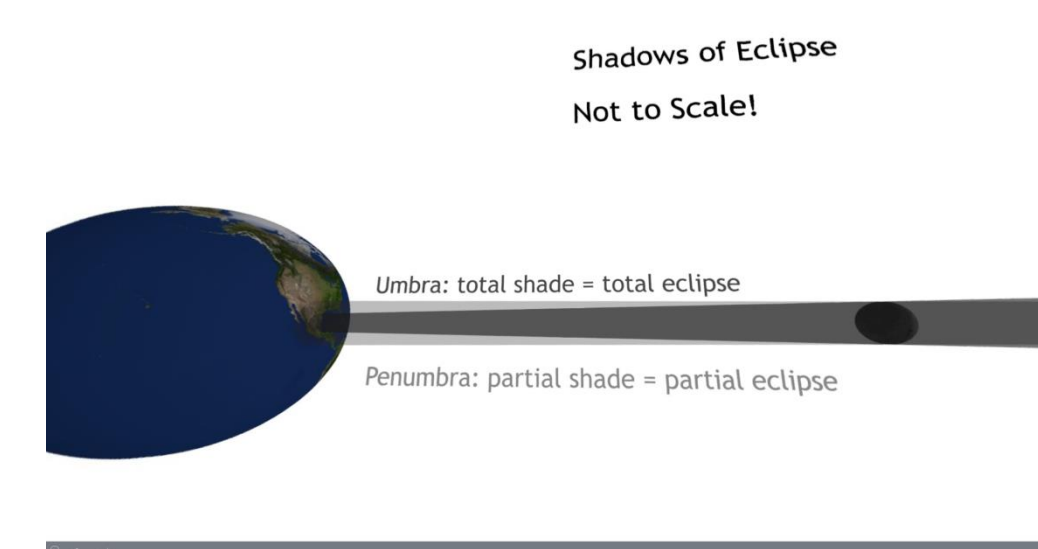 Shadows of Eclipse
Not to Scale!
Umbra: total shade = total eclipse
Penumbra: partial shade = partial eclipse